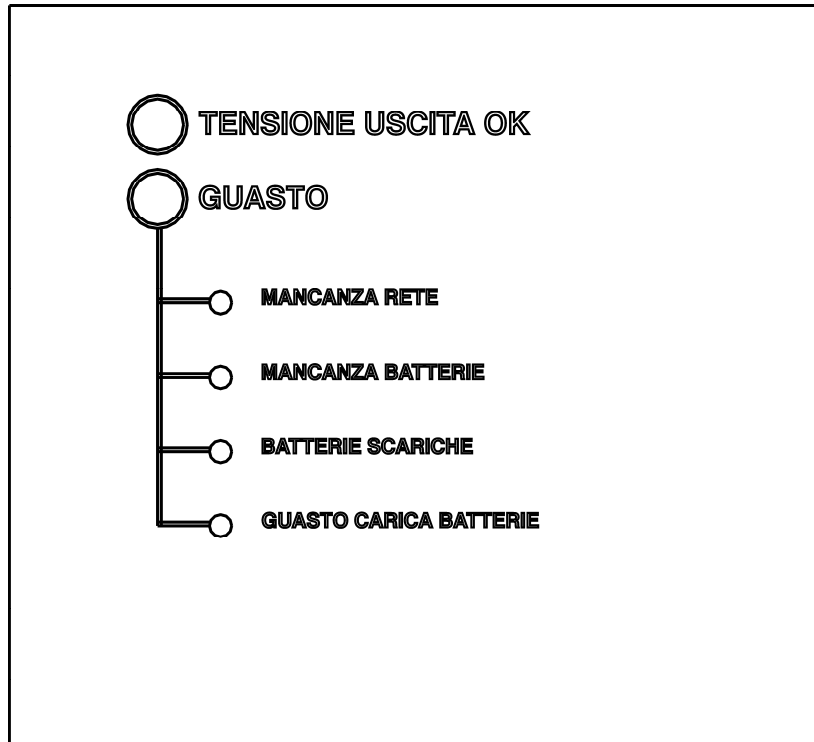 TENSIONE USCITA OK
GUASTO
MANCANZA RETE
MANCANZA BATTERIE
BATTERIE SCARICHE
GUASTO CARICA BATTERIE